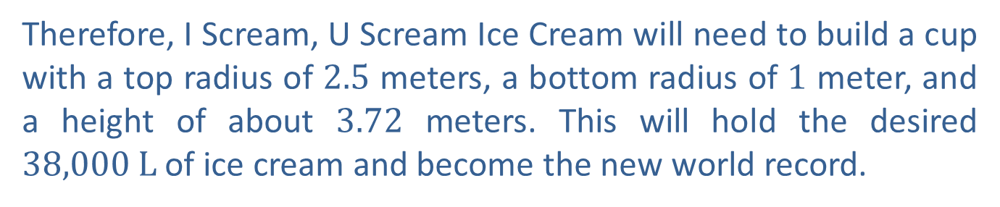 Therefore, I Scream, U Scream Ice Cream will need to build a cup
with a top radius of 2.5 meters, a bottom radius of 1 meter, and
a height of about 3.72 meters. This will hold the desired
38,000 L of ice cream and become the new world record.